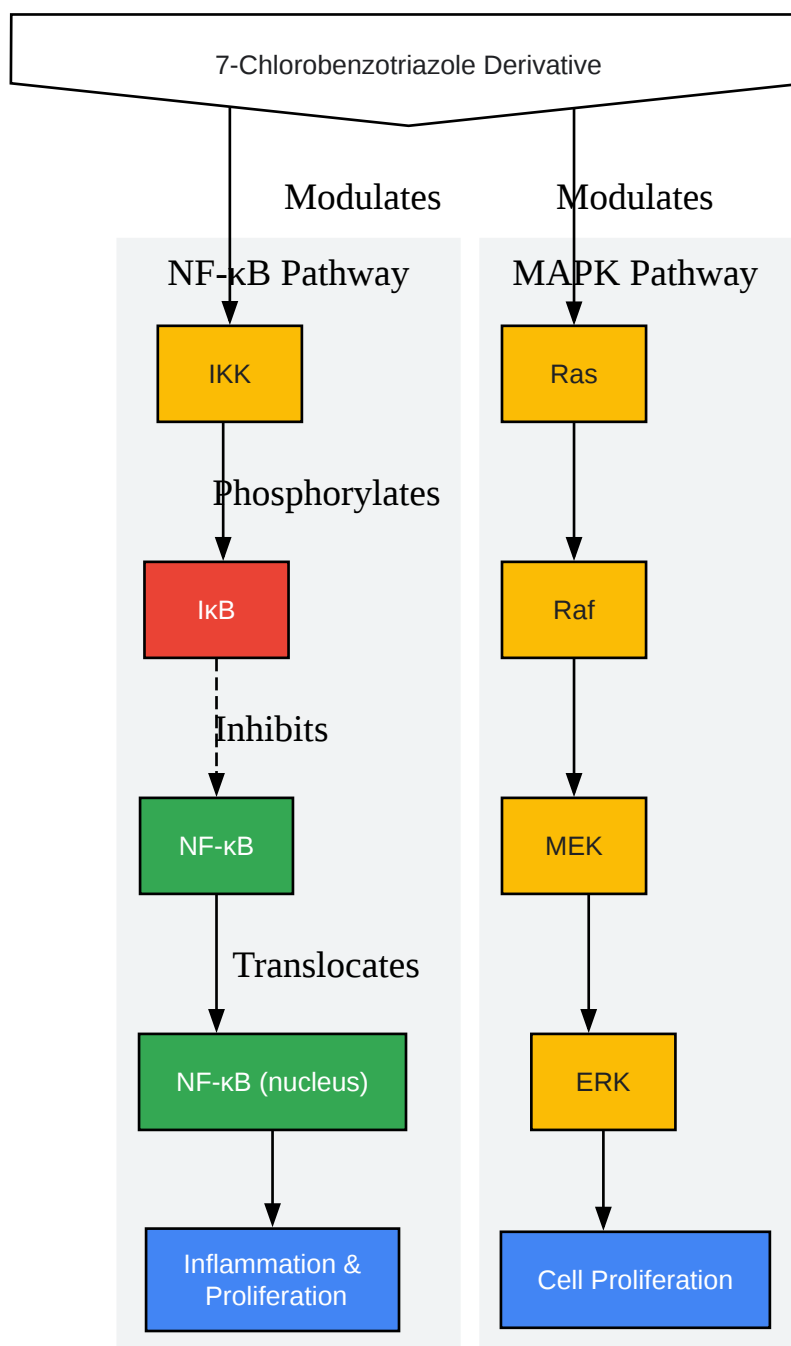 7-Chlorobenzotriazole Derivative
Modulates
Modulates
NF-κB Pathway
MAPK Pathway
IKK
Ras
Phosphorylates
IκB
Raf
Inhibits
NF-κB
MEK
Translocates
NF-κB (nucleus)
ERK
Inflammation &
Proliferation
Cell Proliferation